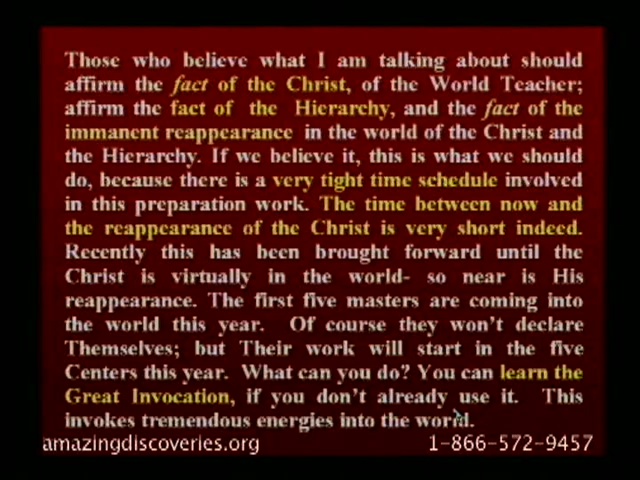 Those who believe what I am talking about should
affirm the fact of the Christ, of the World Teacher;
affirm the fact of the Hierarchy, and the fact of the
immanent reappearance in the world of the Christ and
the Hierarchy. If we believe it, this is what we should
do, because there is a very tight time schedule involved
in this preparation work. The time between now and
the reappearance of the Christ is very short indeed.
Recently this has been brought forward until the
Christ is virtually in the world- so near is His
reappearance. The first five masters are coming into
the world this year. Of course they won't declare
Themselves; but Their work will start in the five
Centers this year. What can you do? You can learn the
Great Invocation, if you don't already use it. This
invokes tremendous energies into the world.
amazingdiscoveries.org 1-866-572-9457